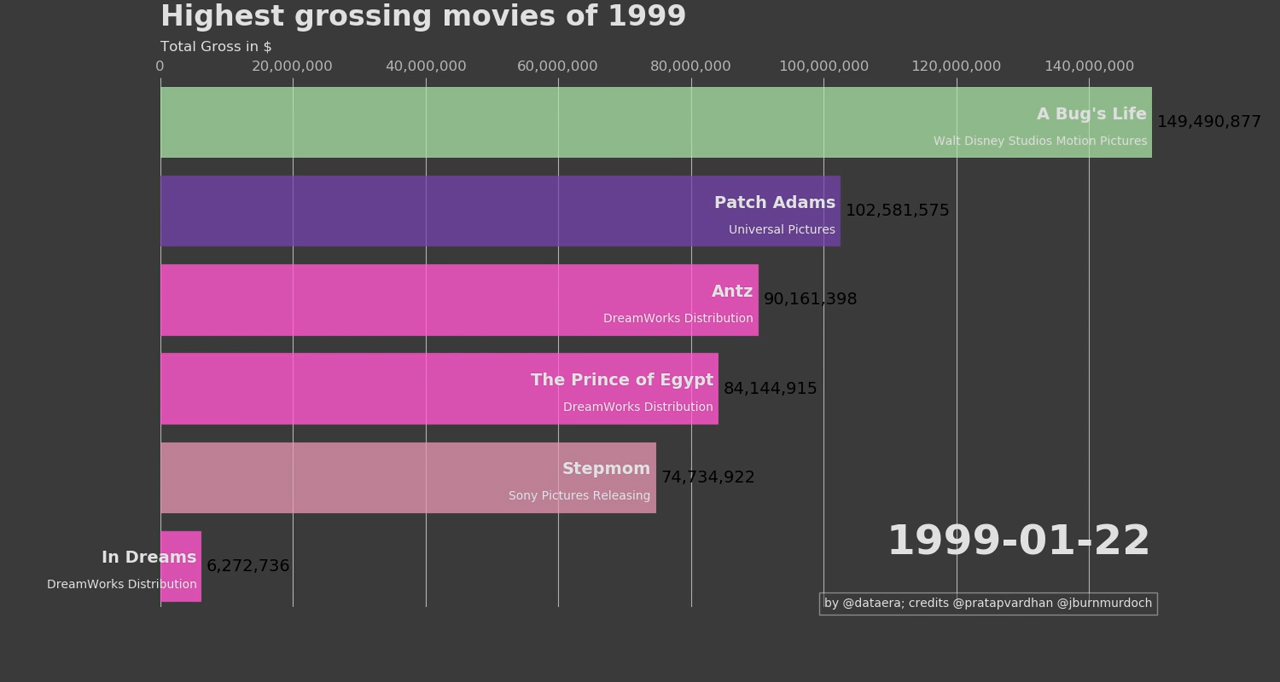 Highest grossing movies of 1999
Total Gross in $
0 20,000,000 40,000,000 60,000,000 80,000,000 100,000,000 120,000,000 140,000,000
A Bug's Life
149,490,877
Walt Disney Studios Motion Pictures
Patch Adams
102,581,575
Universal Pictures
Antz
90,161,398
DreamWorks Distribution
The Prince of Egypt
84,144,915
DreamWorks Distribution
Stepmom
74,734,922
Sony Pictures Releasing
In Dreams
6,272,736
DreamWorks Distribution
1999-01-22
by @dataera; credits @pratapvardhan @jburnmurdoch